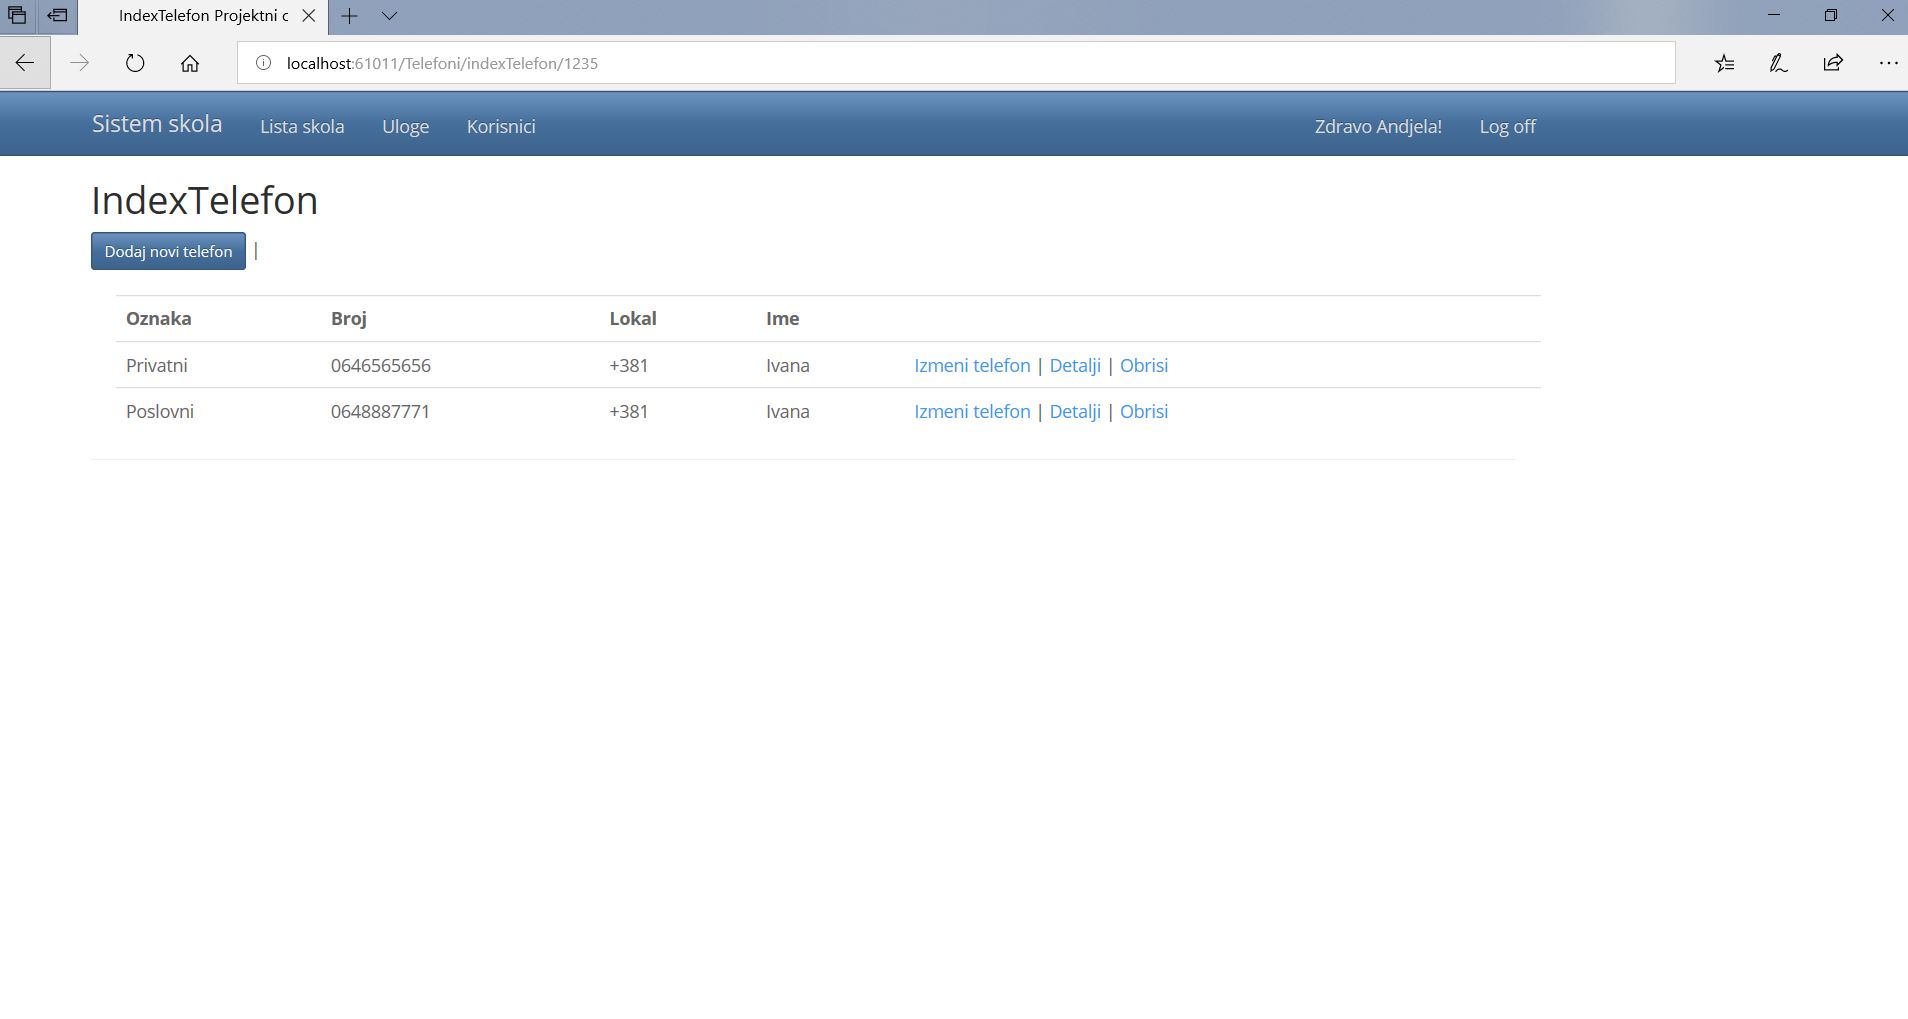 IndexTelefon Projektni c
localhost:61011/Telefoni/indexTelefon/1235
Sistem skola Lista skola Uloge Korisnici Zdravo Andjela! Log off
IndexTelefon
Dodaj novi telefon |
Oznaka Broj Lokal Ime
Privatni 0646565656 +381 Ivana Izmeni telefon | Detalji | Obrisi
Poslovni 0648887771 +381 Ivana Izmeni telefon | Detalji | Obrisi